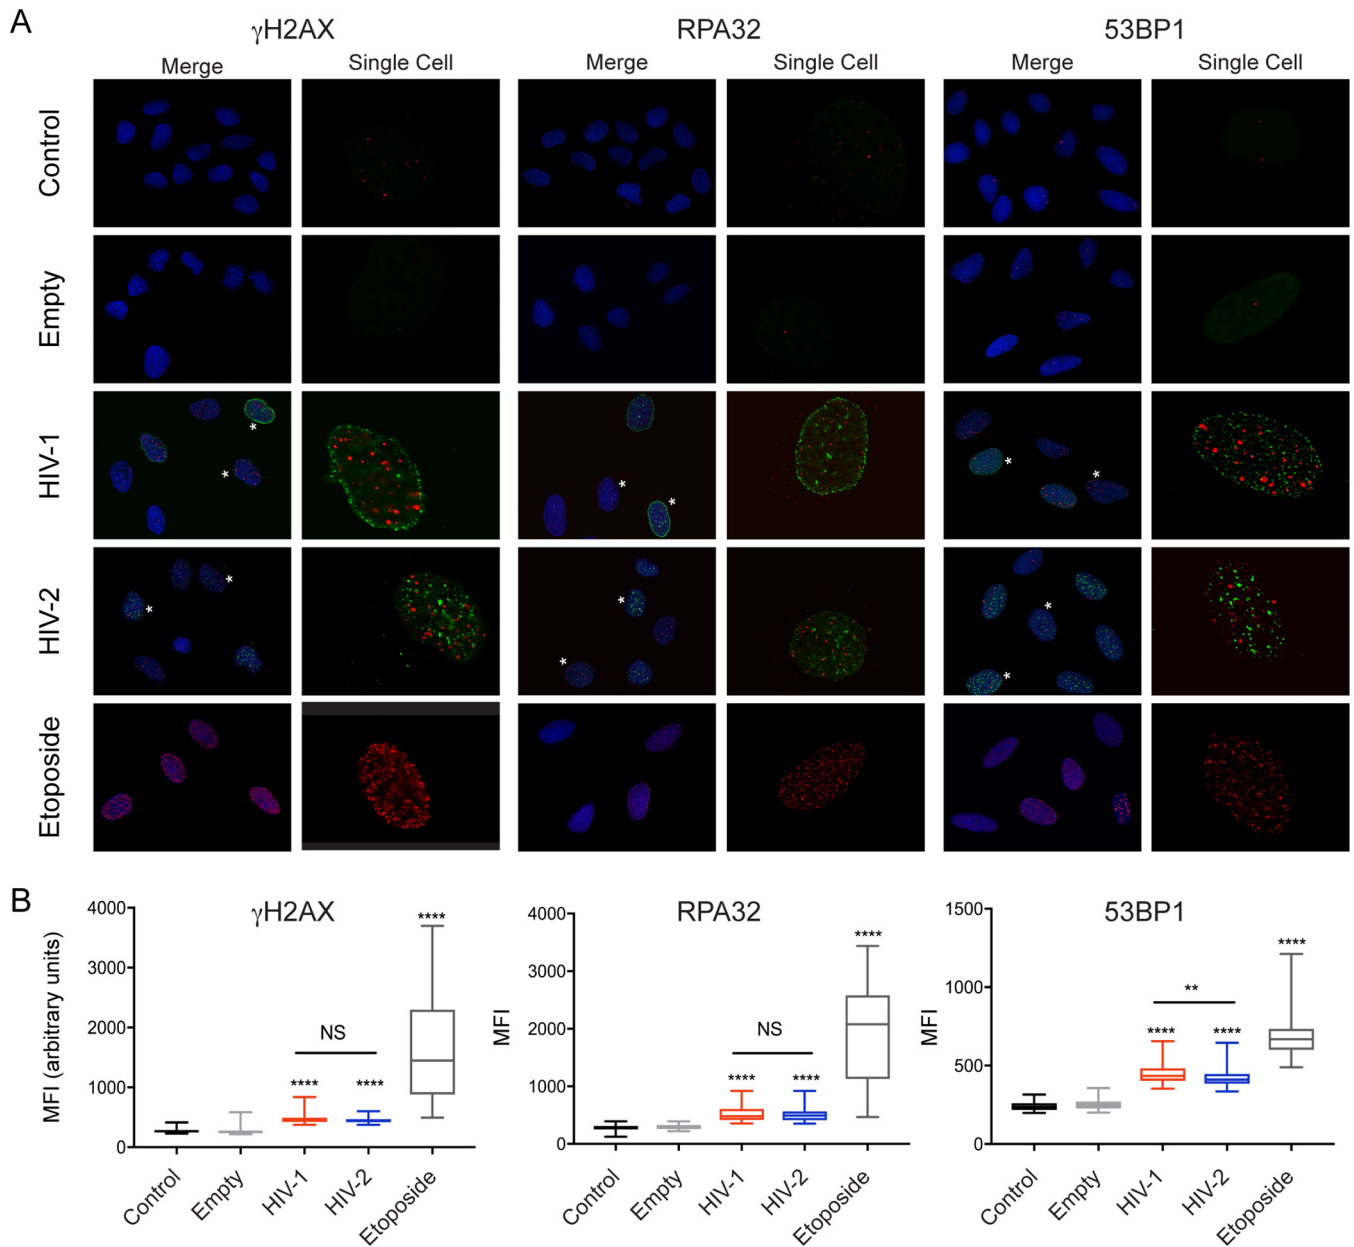 A
γH2AX RPA32 53BP1
Merge Single Cell Merge Single Cell Merge Single Cell
Control
*
Empty
HIV-1
* * * * * *
HIV-2
* * * * * *
Etoposide
B
γH2AX
MFI (arbitrary units)
4000
3000
2000
1000
0
****
NS
**** ****
Control Empty HIV-1 HIV-2 Etoposide
RPA32
MFI
4000
3000
2000
1000
0
****
NS
**** ****
Control Empty HIV-1 HIV-2 Etoposide
53BP1
MFI
1500
1000
500
0
****
**
**** ****
Control Empty HIV-1 HIV-2 Etoposide